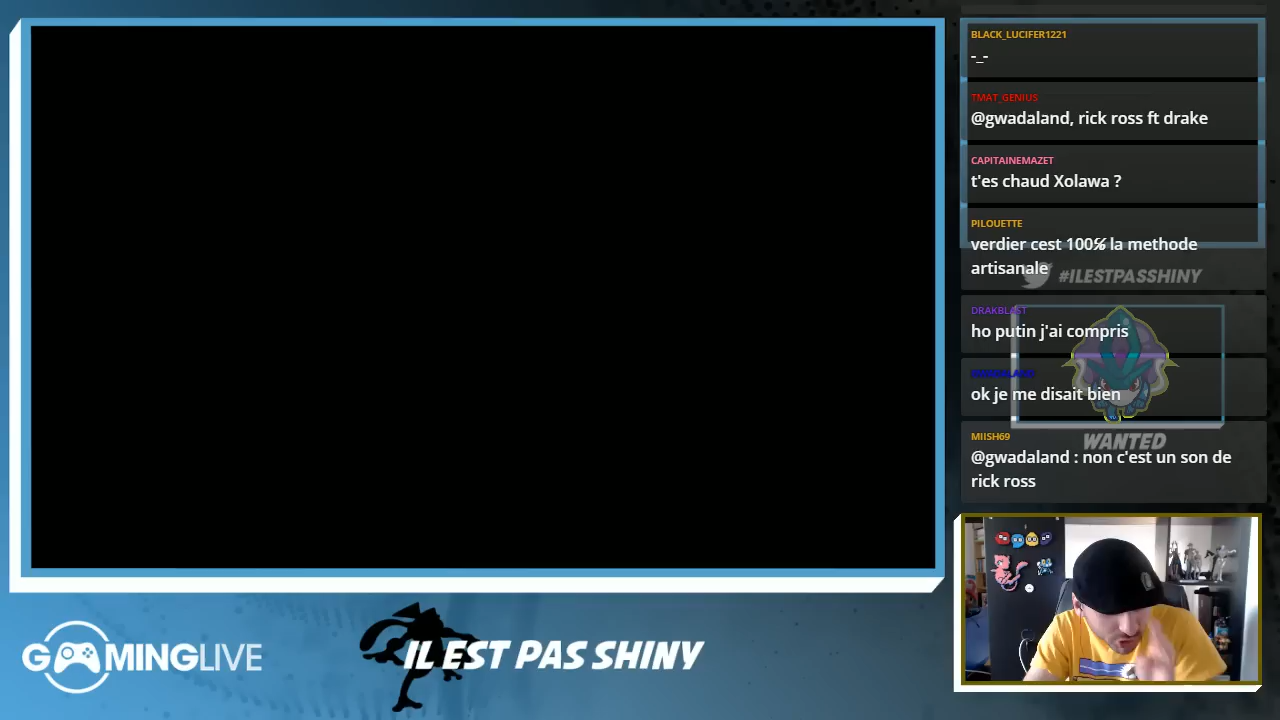 BLACK_LUCIFER1221
-_-
TMAT_GENIUS
@gwadaland, rick ross ft drake
CAPITAINEMAZET
t'es chaud Xolawa ?
PILOUETTE
verdier cest 100% la methode
artisanale
#ILESTPASSHINY
DRAKBLAST
ho putin j'ai compris
ok je me disait bien
WANTED
MIISH69
@gwadaland : non c'est un son de
rick ross
GAMINGLIVE
IL EST PAS SHINY